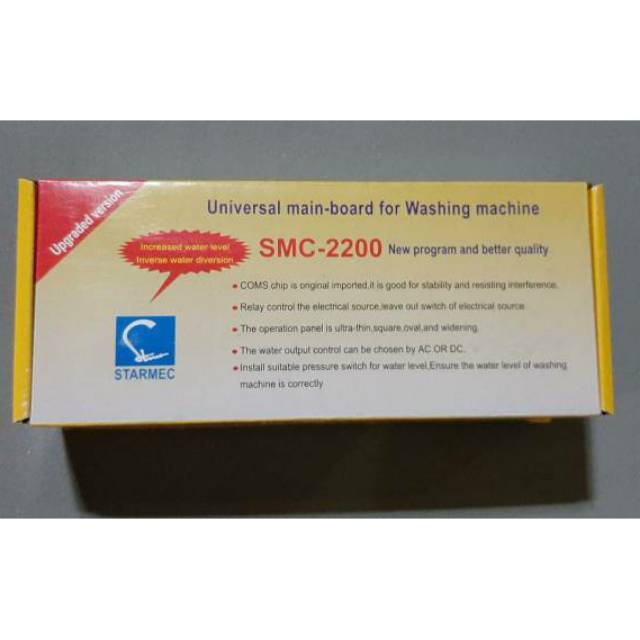 Upgraded version
Universal main-board for Washing machine
Increased water level
Inverse water diversion
SMC-2200 New program and better quality
• COMS chip is original imported,it is good for stability and resisting interference.
• Relay control the electrical source,leave out switch of electrical source
• The operation panel is ultra-thin,square,oval,and widening.
• The water output control can be chosen by AC OR DC.
• Install suitable pressure switch for water level,Ensure the water level of washing
machine is correctly
STARMEC